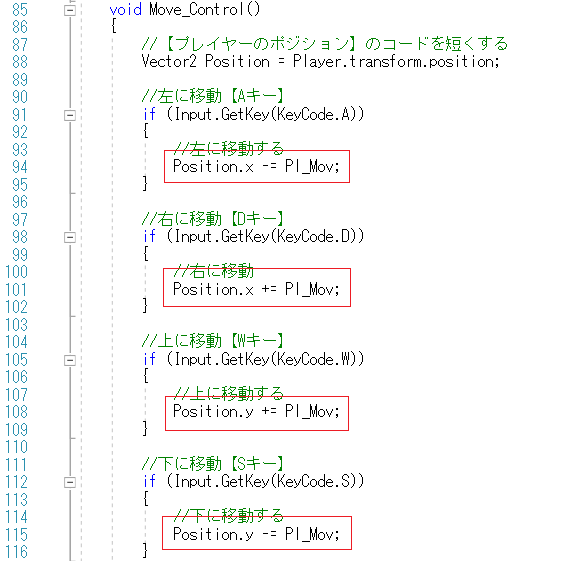 85 void Move_Control()
86 {
87 //【プレイヤーのポジション】のコードを短くする
88 Vector2 Position = Player.transform.position;
89
90 //左に移動【Aキー】
91 if (Input.GetKey(KeyCode.A))
92 {
93 //左に移動する
94 Position.x -= Pl_Mov;
95 }
96
97 //右に移動【Dキー】
98 if (Input.GetKey(KeyCode.D))
99 {
100 //右に移動
101 Position.x += Pl_Mov;
102 }
103
104 //上に移動【Wキー】
105 if (Input.GetKey(KeyCode.W))
106 {
107 //上に移動する
108 Position.y += Pl_Mov;
109 }
110
111 //下に移動【Sキー】
112 if (Input.GetKey(KeyCode.S))
113 {
114 //下に移動する
115 Position.y -= Pl_Mov;
116 }